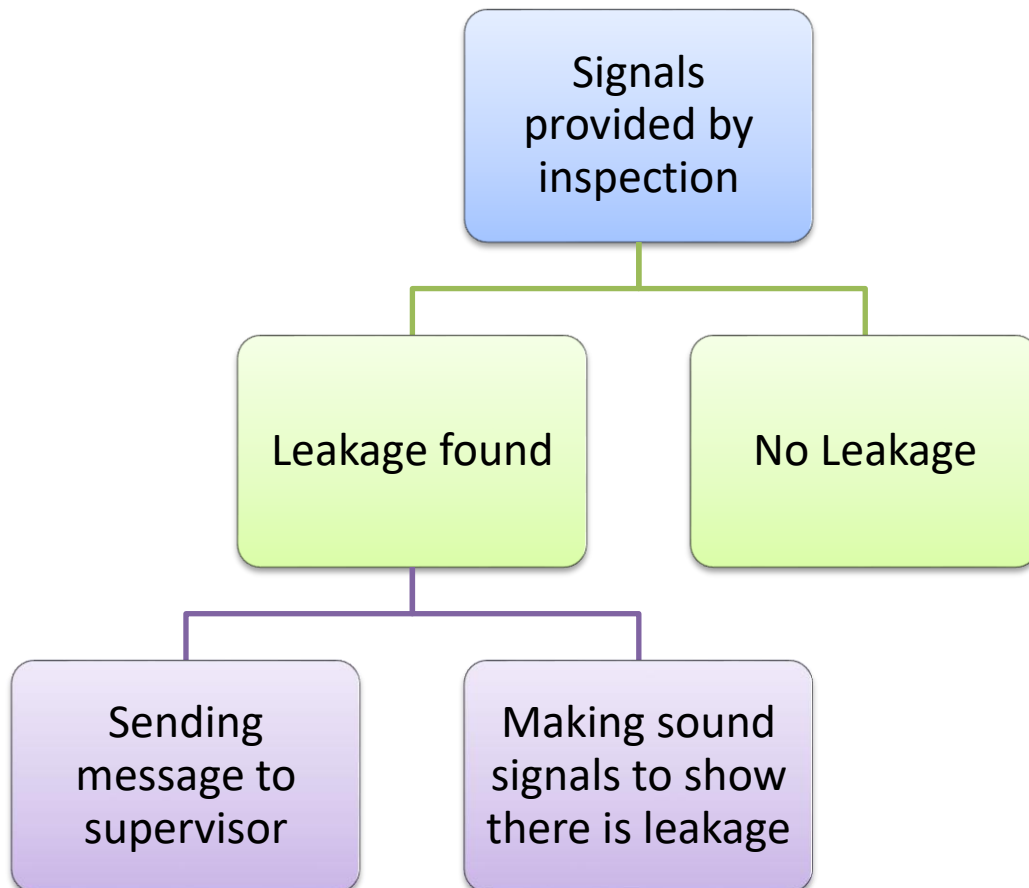 Signals
provided by
inspection
Leakage found
No Leakage
Sending
message to
supervisor
Making sound
signals to show
there is leakage